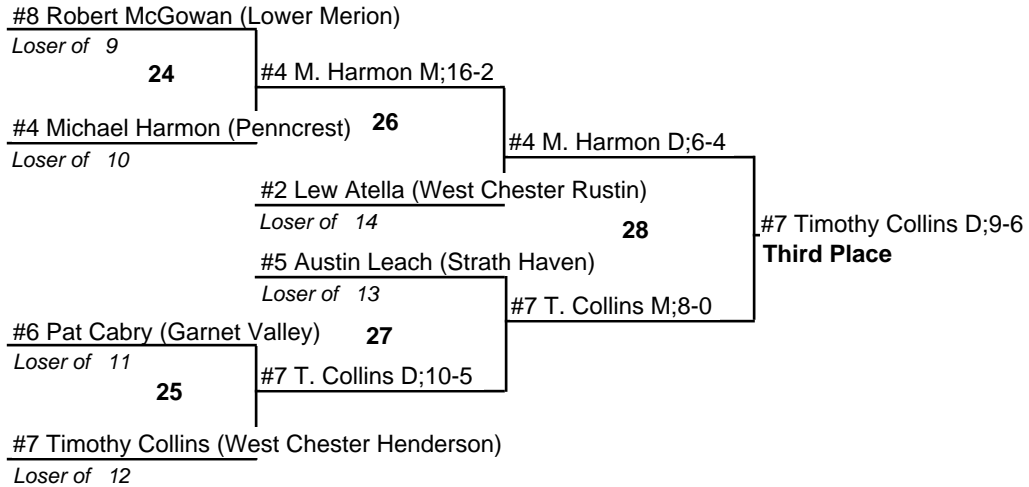 #8 Robert McGowan (Lower Merion)
Loser of 9
24
#4 M. Harmon M;16-2
#4 Michael Harmon (Penncrest)
26
Loser of 10
#4 M. Harmon D;6-4
#2 Lew Atella (West Chester Rustin)
Loser of 14
28
#7 Timothy Collins D;9-6
Third Place
#5 Austin Leach (Strath Haven)
Loser of 13
#7 T. Collins M;8-0
#6 Pat Cabry (Garnet Valley)
27
Loser of 11
25
#7 T. Collins D;10-5
#7 Timothy Collins (West Chester Henderson)
Loser of 12